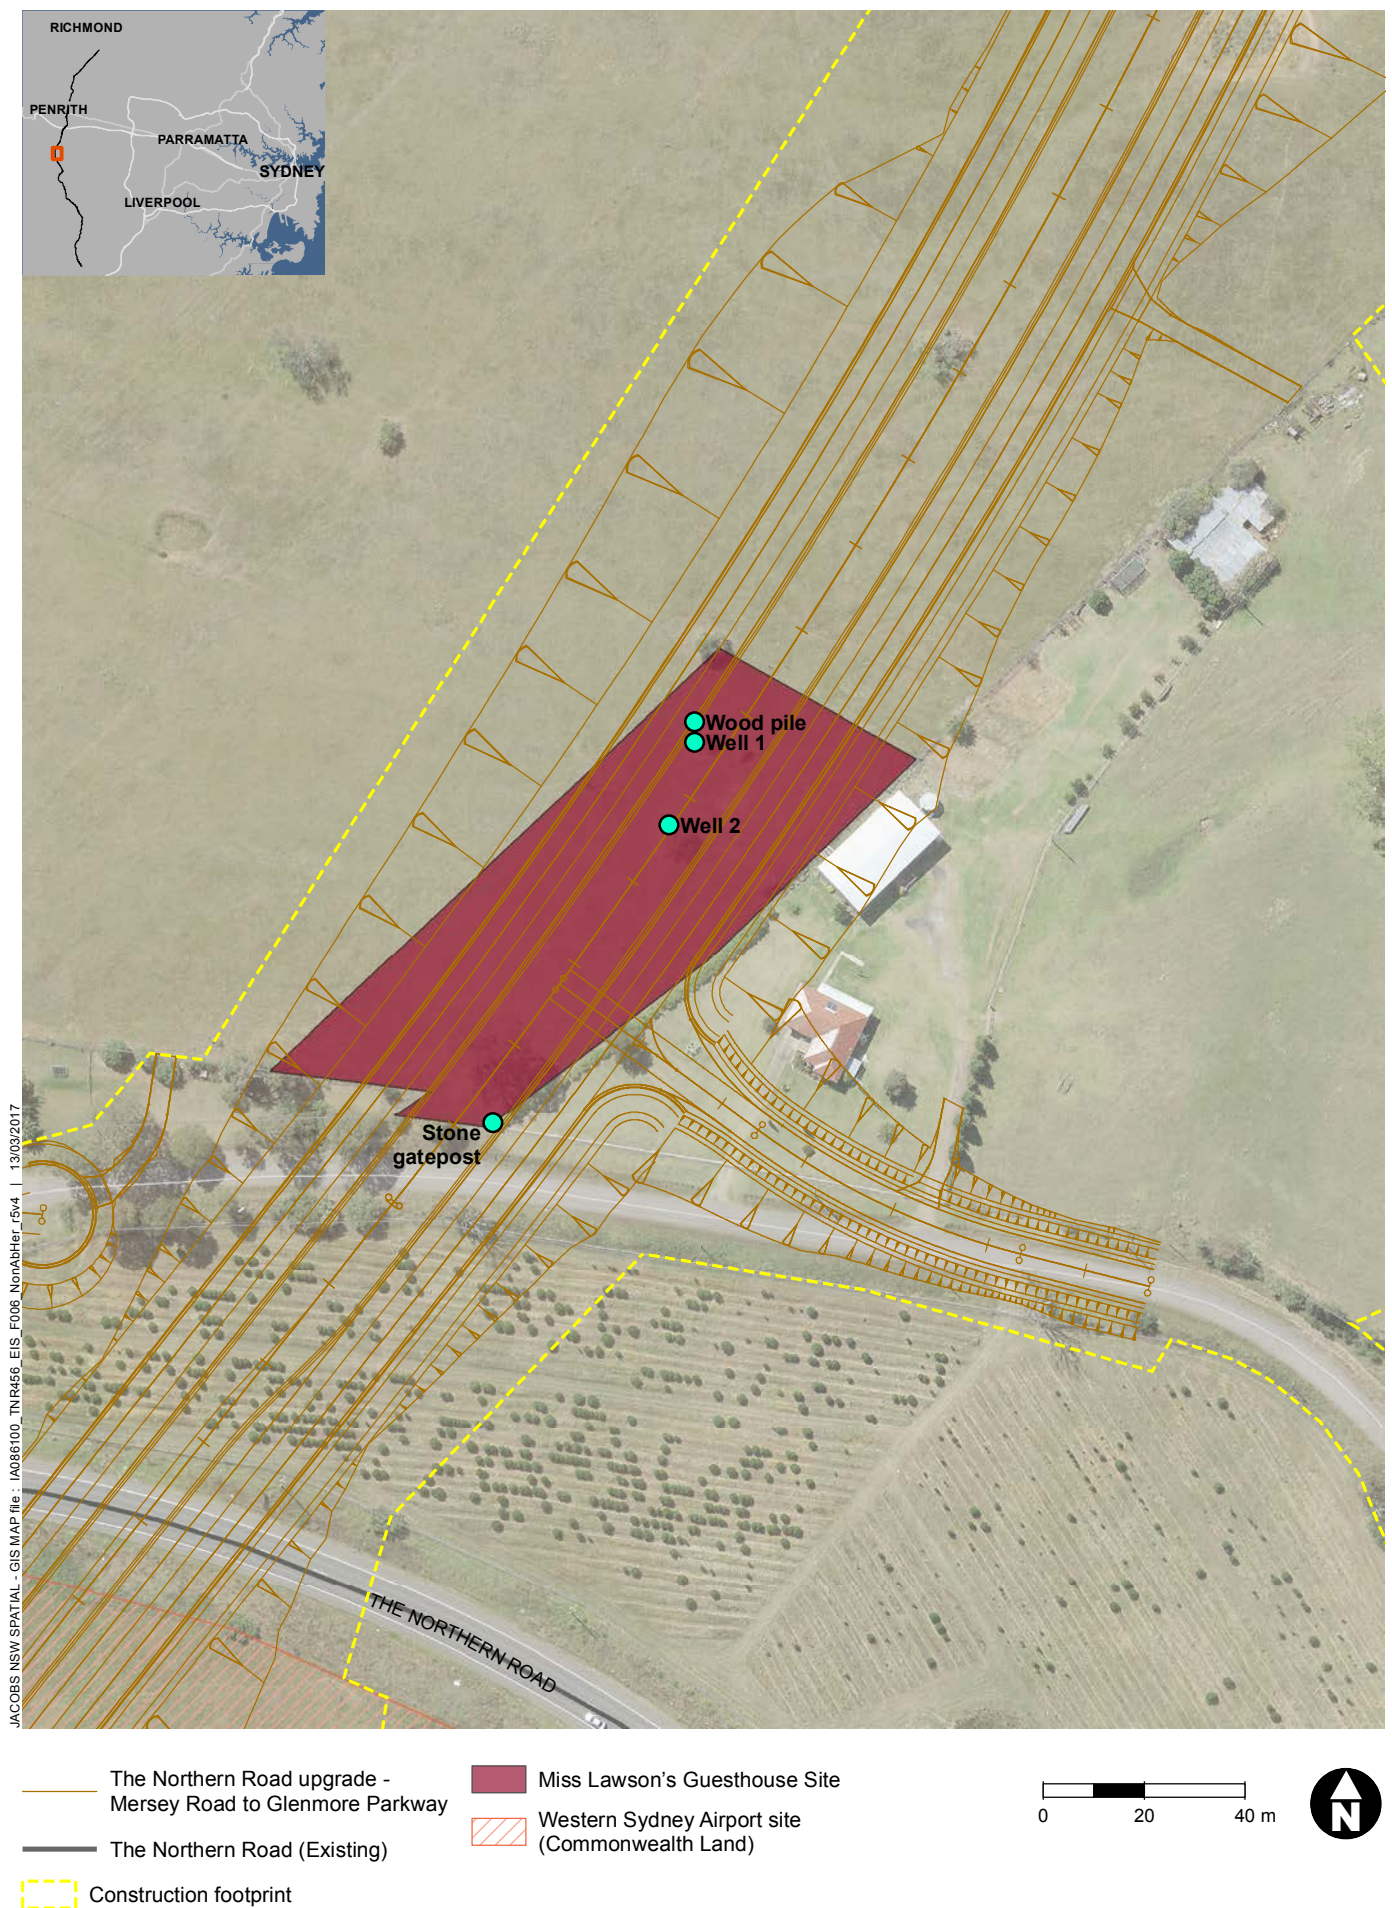 RICHMOND
PENRITH
PARRAMATTA
SYDNEY
LIVERPOOL
Wood pile
Well 1
Well 2
Stone
gatepost
THE NORTHERN ROAD
JACOBS NSW SPATIAL - GIS MAP file : IA086100_TNR456_EIS_F006_NonAbHer_r5v4 | 13/03/2017
The Northern Road upgrade -
Mersey Road to Glenmore Parkway
The Northern Road (Existing)
Construction footprint
Miss Lawson's Guesthouse Site
Western Sydney Airport site
(Commonwealth Land)
0 20 40 m
N